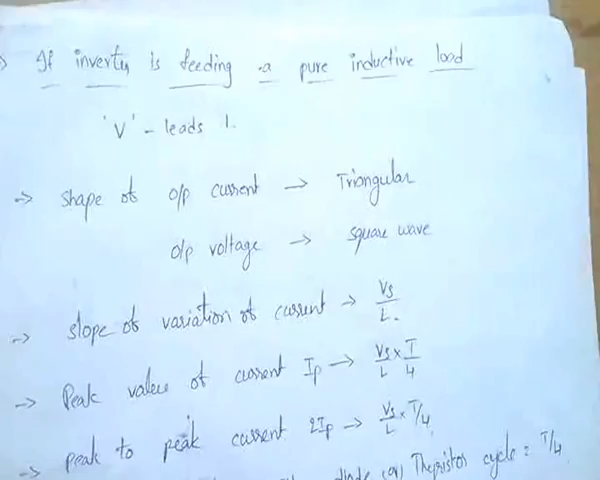 If inverter is feeding a pure inductive load
'V' - leads I.
→ shape of o/p current → Triangular
o/p voltage → square wave
→ slope of variation of current → Vs/L.
→ Peak value of current Ip → Vs/L × T/4
→ peak to peak current 2Ip → Vs/L × T/4
diode (or) Thyristor cycle = T/4